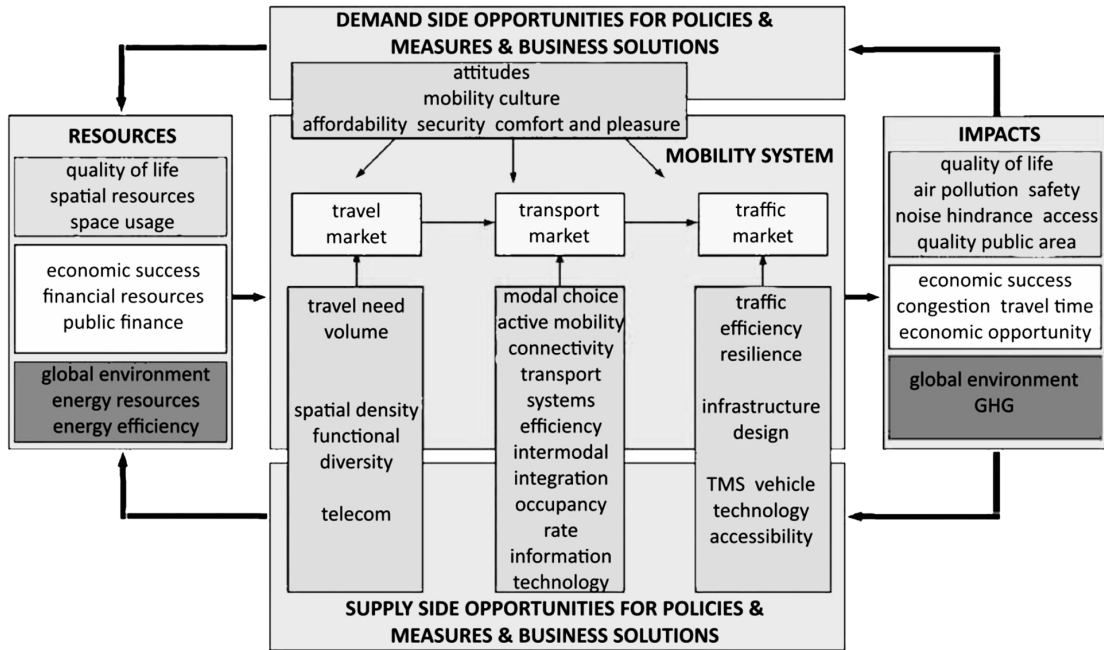 DEMAND SIDE OPPORTUNITIES FOR POLICIES &
MEASURES & BUSINESS SOLUTIONS
attitudes
mobility culture
affordability security comfort and pleasure
RESOURCES
quality of life
spatial resources
space usage
economic success
financial resources
public finance
global environment
energy resources
energy efficiency
MOBILITY SYSTEM
travel
market
transport
market
traffic
market
travel need
volume
spatial density
functional
diversity
telecom
modal choice
active mobility
connectivity
transport
systems
efficiency
intermodal
integration
occupancy
rate
information
technology
traffic
efficiency
resilience
infrastructure
design
TMS vehicle
technology
accessibility
IMPACTS
quality of life
air pollution safety
noise hindrance access
quality public area
economic success
congestion travel time
economic opportunity
global environment
GHG
SUPPLY SIDE OPPORTUNITIES FOR POLICIES &
MEASURES & BUSINESS SOLUTIONS